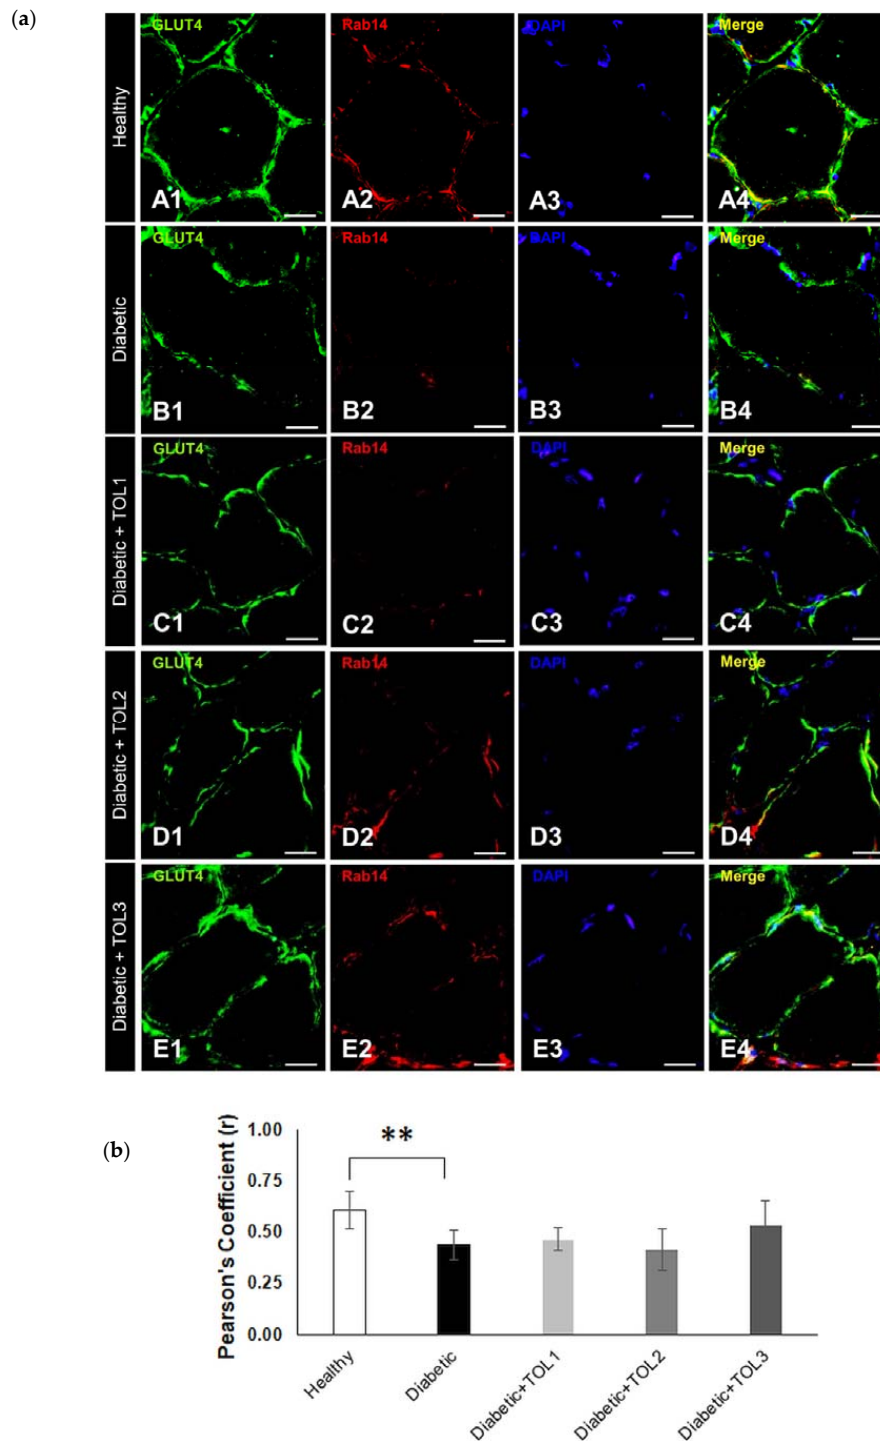 (a)
Healthy
GLUT4
Rab14
DAPI
Merge
A1
A2
A3
A4
Diabetic
GLUT4
Rab14
DAPI
Merge
B1
B2
B3
B4
Diabetic + TOL1
GLUT4
Rab14
DAPI
Merge
C1
C2
C3
C4
Diabetic + TOL2
GLUT4
Rab14
DAPI
Merge
D1
D2
D3
D4
Diabetic + TOL3
GLUT4
Rab14
DAPI
Merge
E1
E2
E3
E4
(b)
Pearson's Coefficient (r)
1.00
0.75
0.50
0.25
0.00
**
Healthy
Diabetic
Diabetic+TOL1
Diabetic+TOL2
Diabetic+TOL3